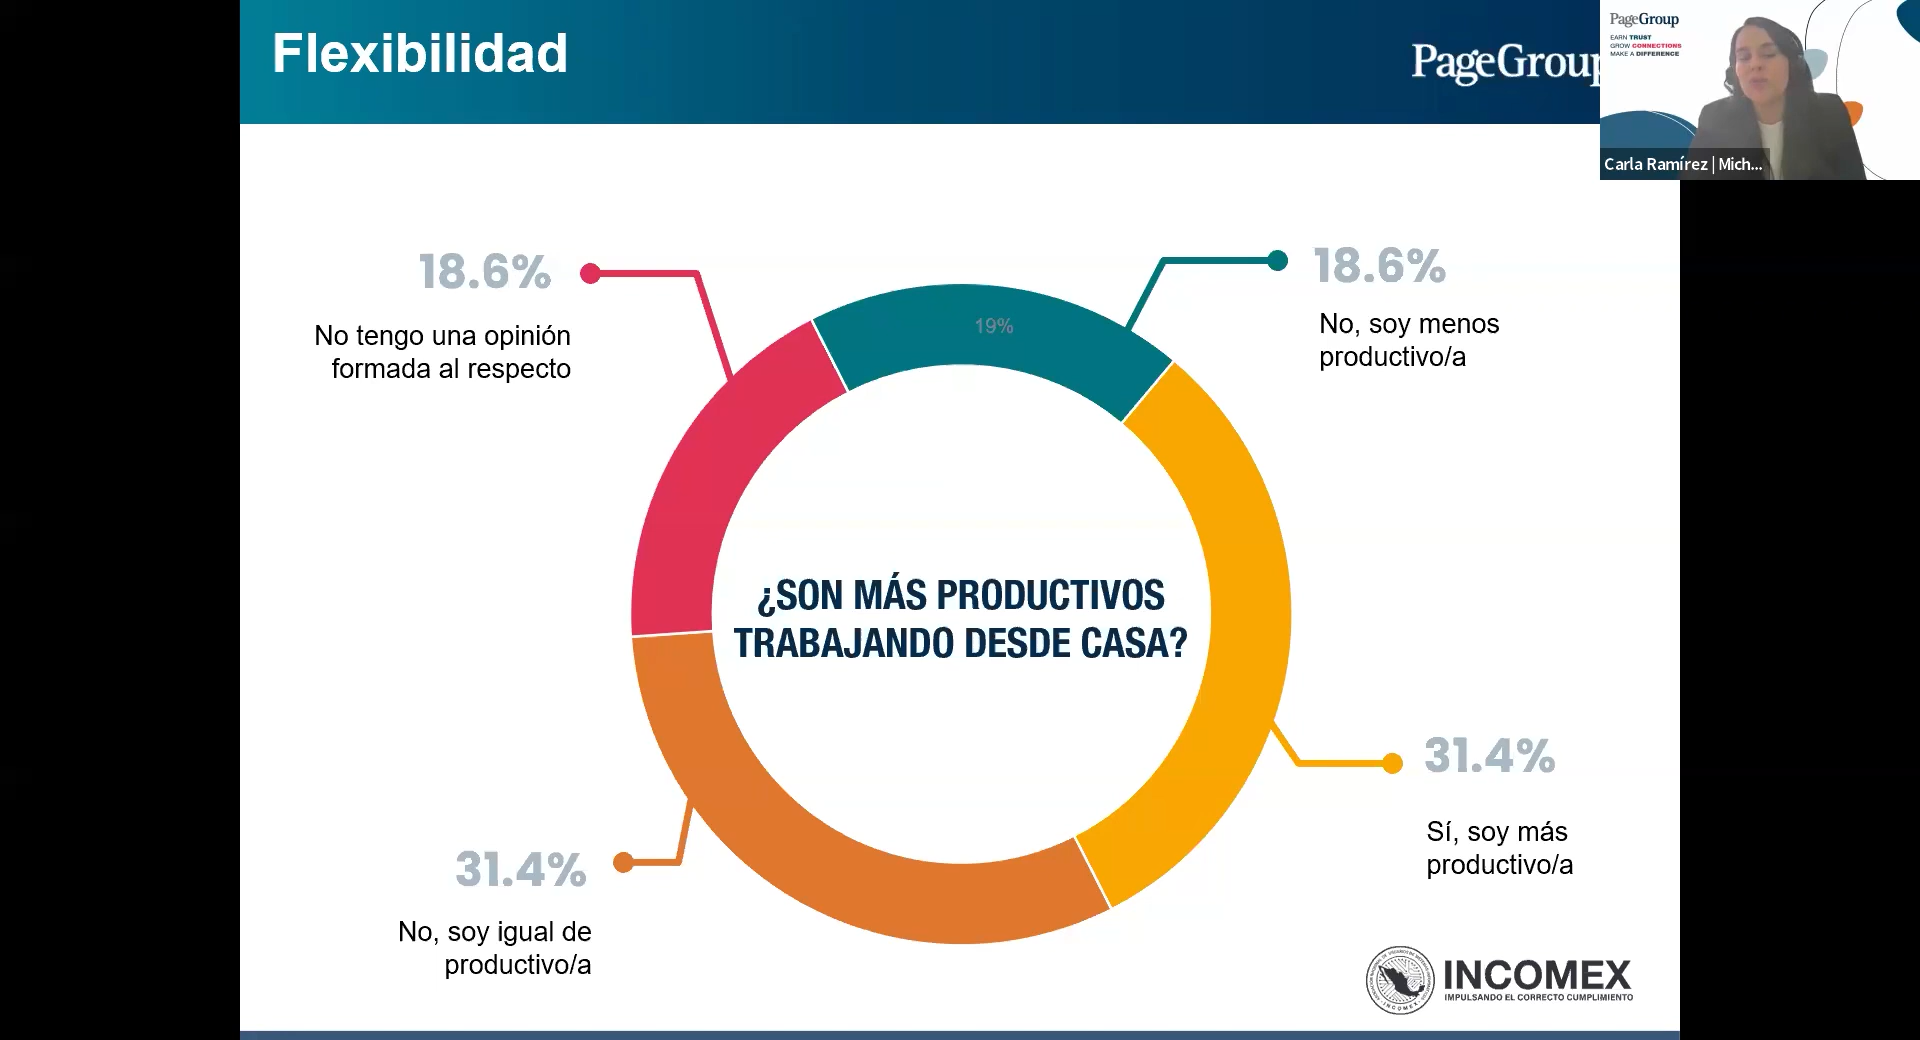 Flexibilidad
PageGroup
PageGroup
EARN TRUST
GROW CONNECTIONS
MAKE A DIFFERENCE
Carla Ramírez | Mich...
18.6%
No tengo una opinión
formada al respecto
18.6%
No, soy menos
productivo/a
19%
¿SON MÁS PRODUCTIVOS
TRABAJANDO DESDE CASA?
31.4%
Sí, soy más
productivo/a
31.4%
No, soy igual de
productivo/a
INCOMEX
IMPULSANDO EL CORRECTO CUMPLIMIENTO